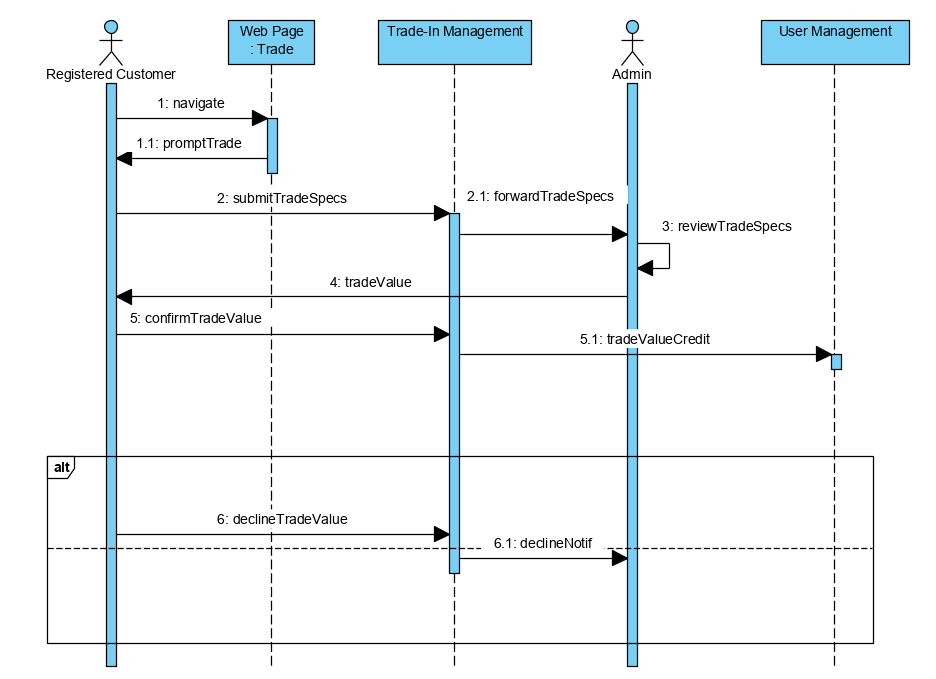 Web Page
: Trade
Trade-In Management
User Management
Registered Customer
Admin
1: navigate
1.1: promptTrade
2: submitTradeSpecs
2.1: forwardTradeSpecs
3: reviewTradeSpecs
4: tradeValue
5: confirmTradeValue
5.1: tradeValueCredit
alt
6: declineTradeValue
6.1: declineNotif